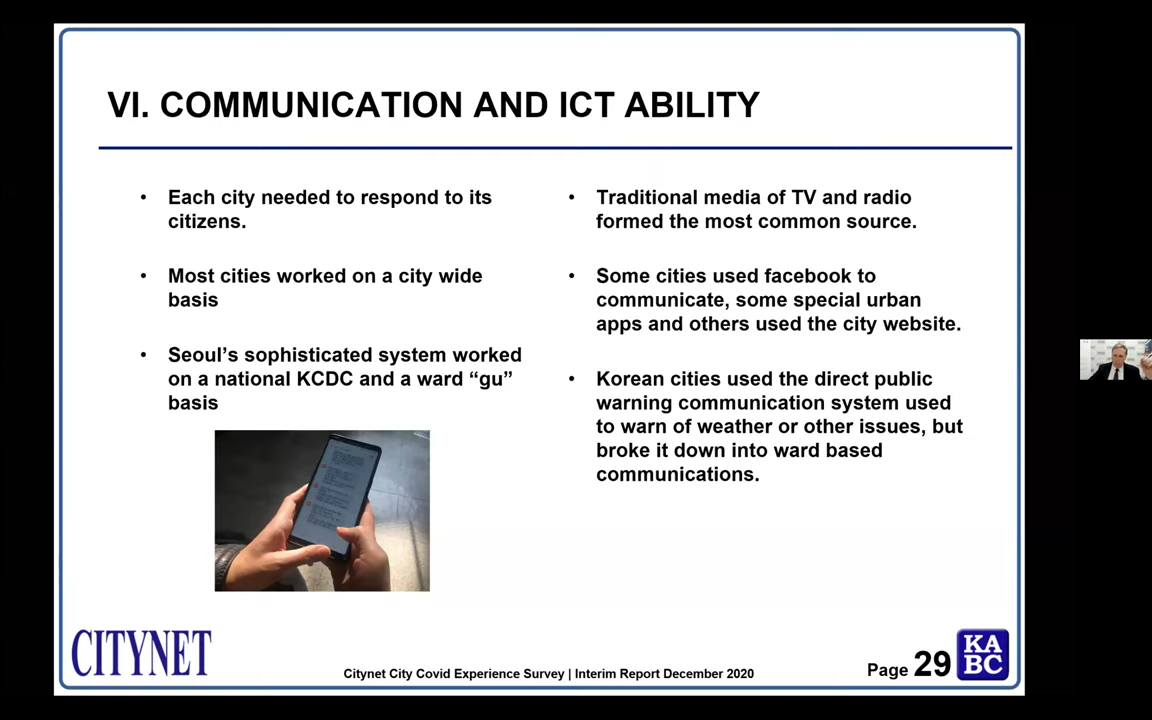 VI. COMMUNICATION AND ICT ABILITY
• Each city needed to respond to its
citizens.
• Most cities worked on a city wide
basis
• Seoul’s sophisticated system worked
on a national KCDC and a ward “gu”
basis
• Traditional media of TV and radio
formed the most common source.
• Some cities used facebook to
communicate, some special urban
apps and others used the city website.
• Korean cities used the direct public
warning communication system used
to warn of weather or other issues, but
broke it down into ward based
communications.
CITYNET
Citynet City Covid Experience Survey | Interim Report December 2020
Page 29
KA
BC